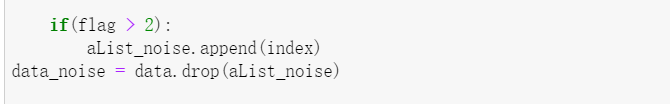 if(flag > 2):
aList_noise.append(index)
data_noise = data.drop(aList_noise)